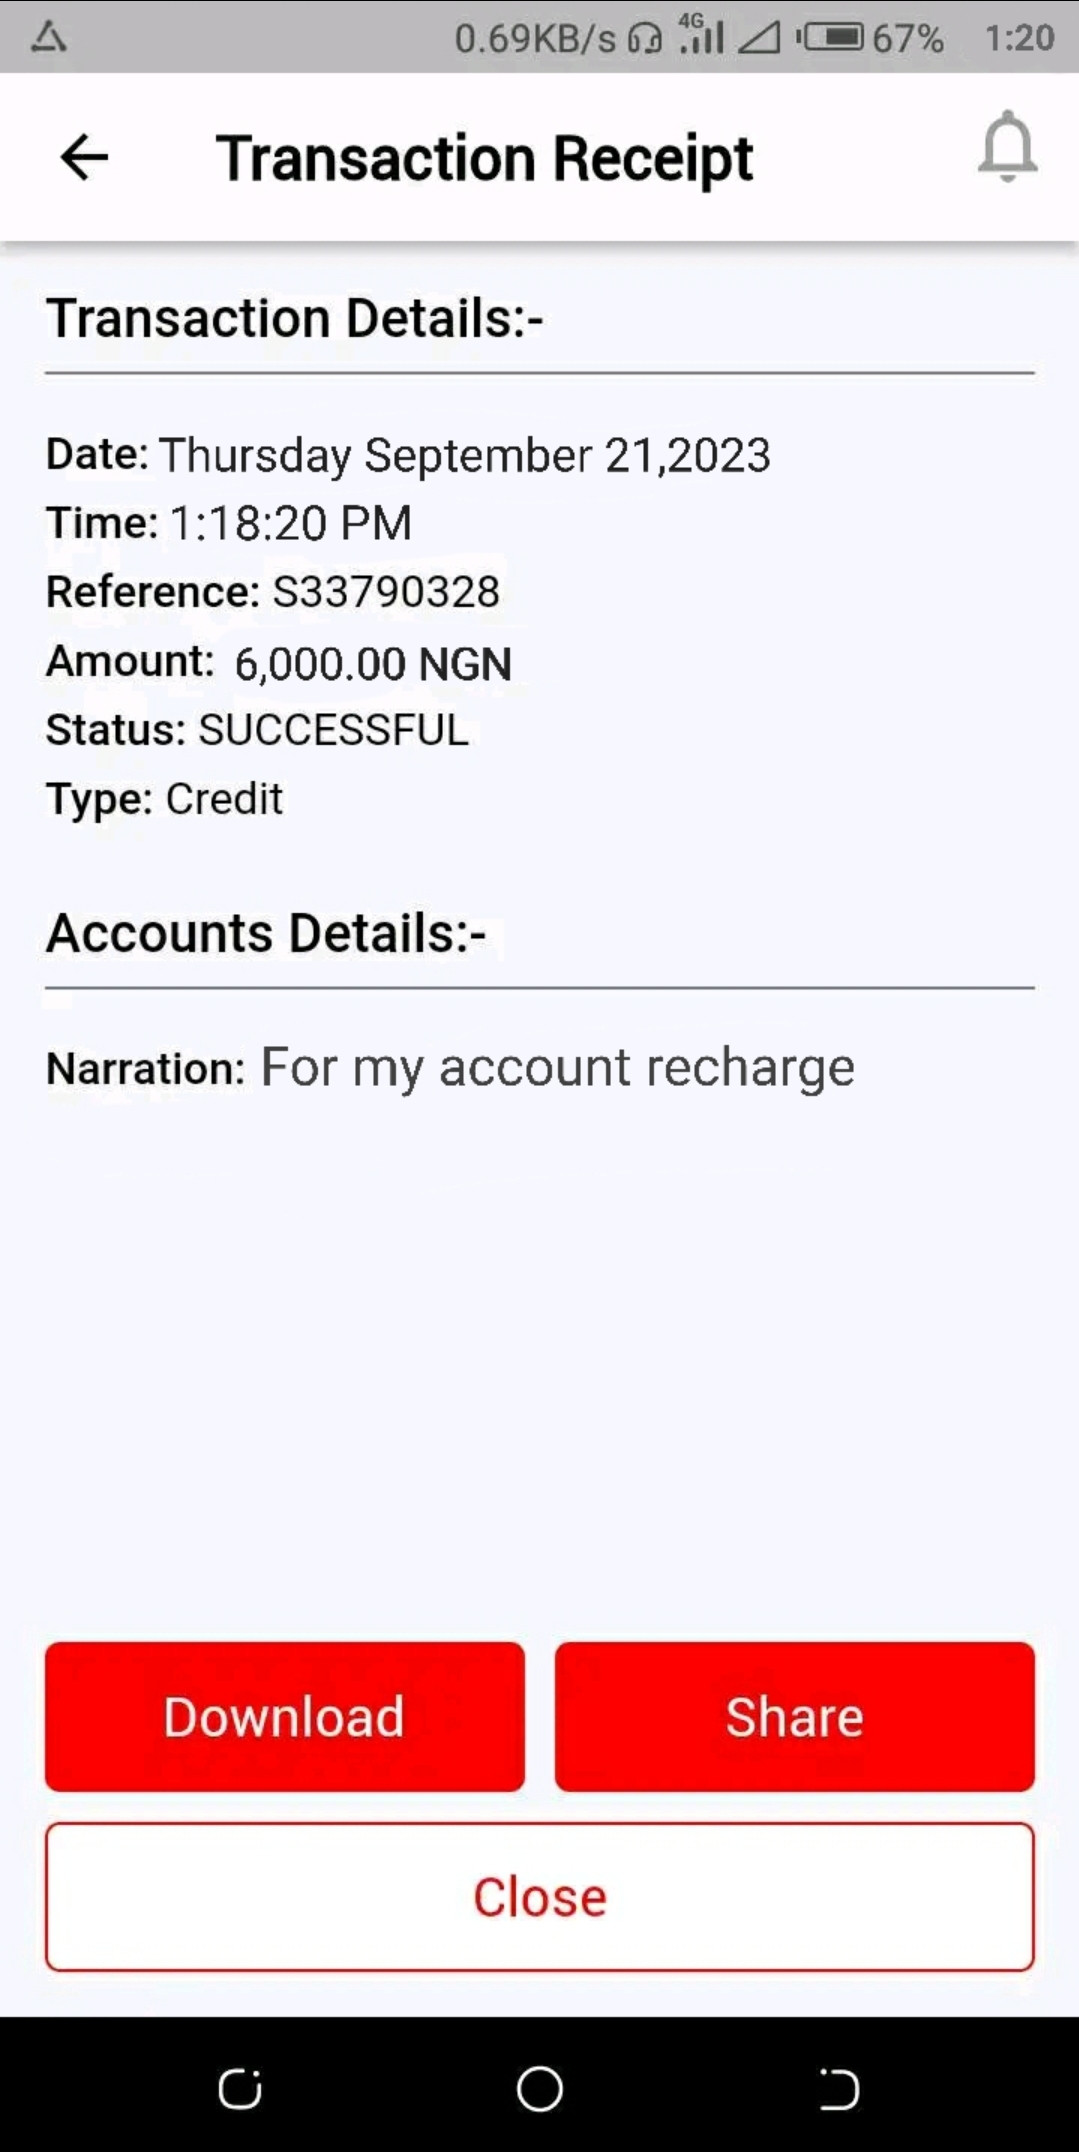 0.69KB/s 4G 67% 1:20
Transaction Receipt
Transaction Details:-
Date: Thursday September 21,2023
Time: 1:18:20 PM
Reference: S33790328
Amount: 6,000.00 NGN
Status: SUCCESSFUL
Type: Credit
Accounts Details:-
Narration: For my account recharge
Download Share
Close